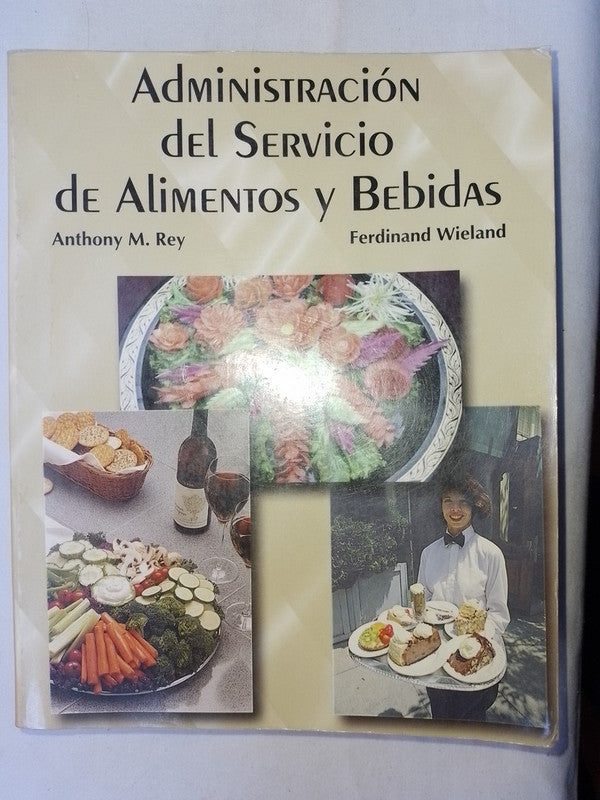 Administración
del Servicio
de Alimentos y Bebidas
Anthony M. Rey Ferdinand Wieland